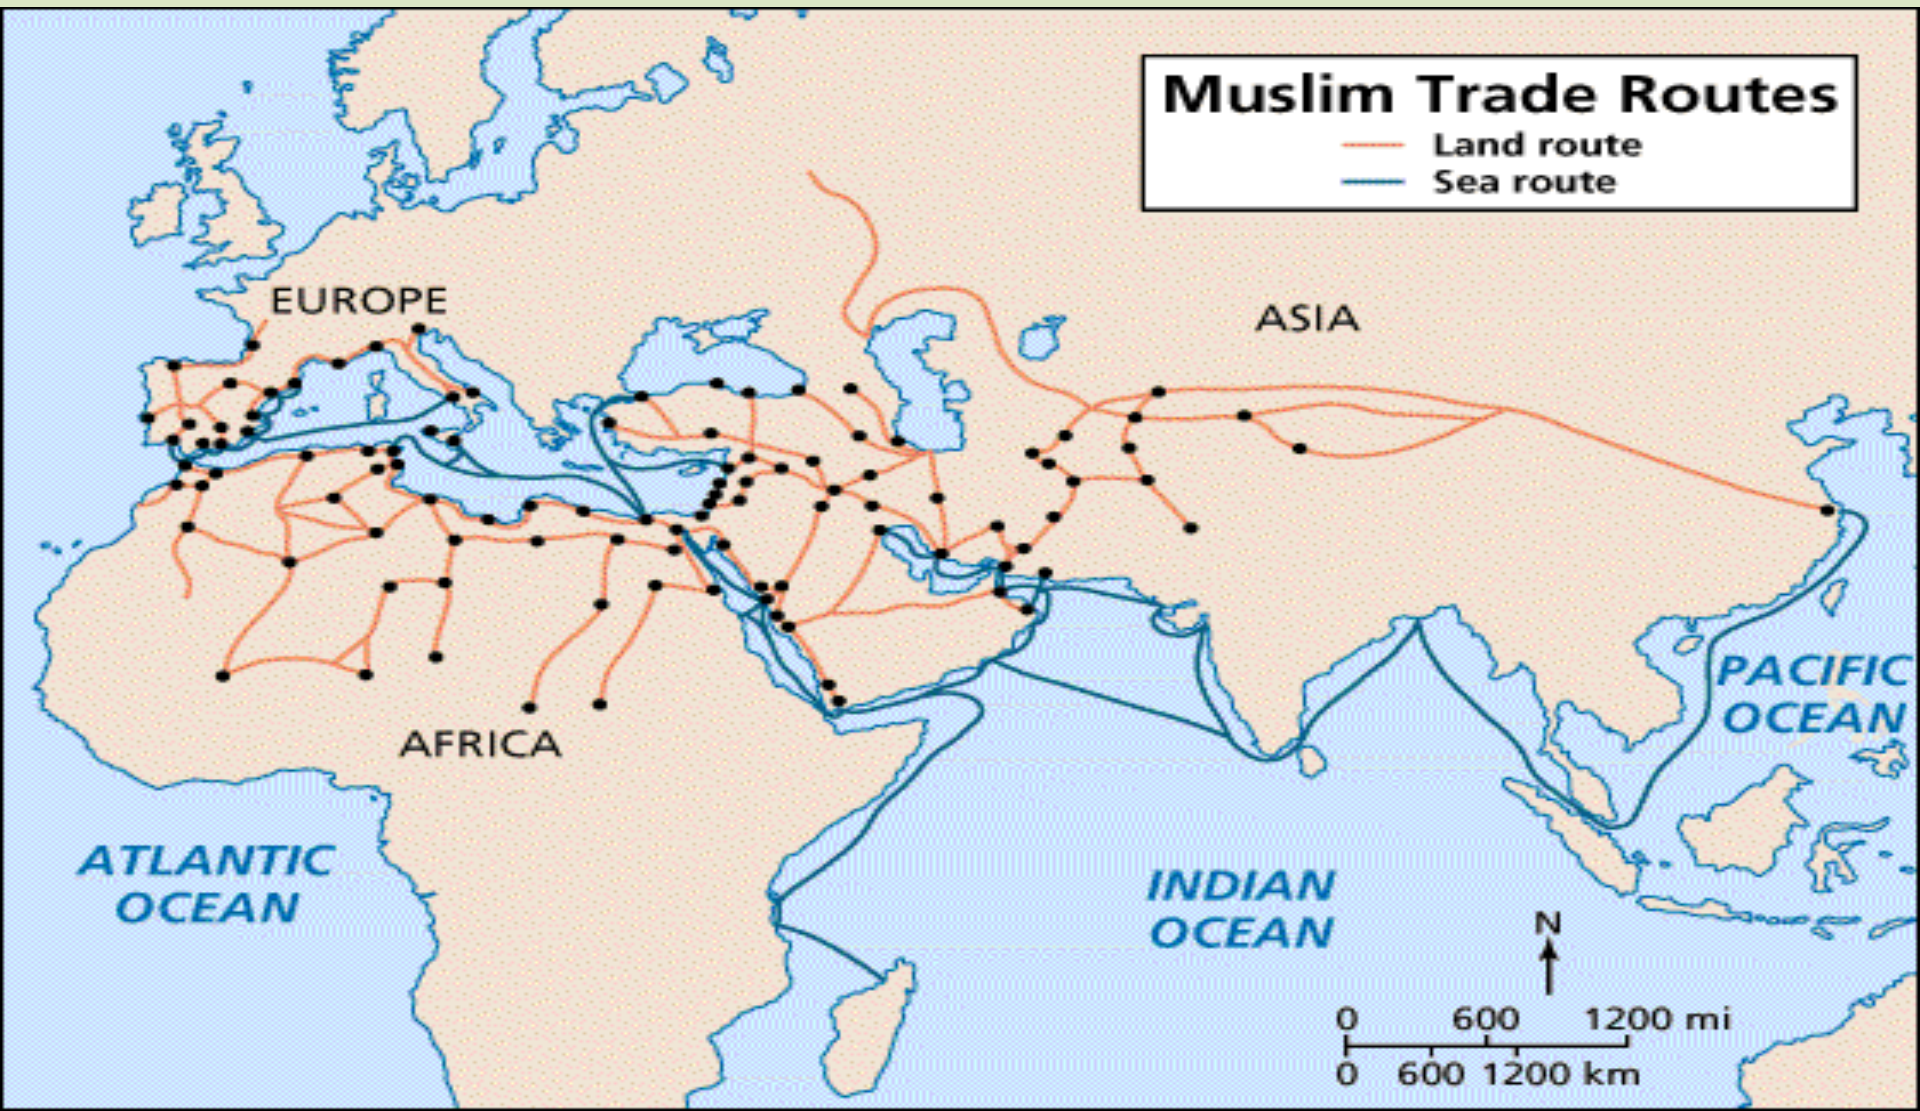 Muslim Trade Routes
Land route
Sea route
EUROPE
ASIA
PACIFIC
OCEAN
AFRICA
ATLANTIC
OCEAN
INDIAN
OCEAN
N
0 600 1200 mi
0 600 1200 km